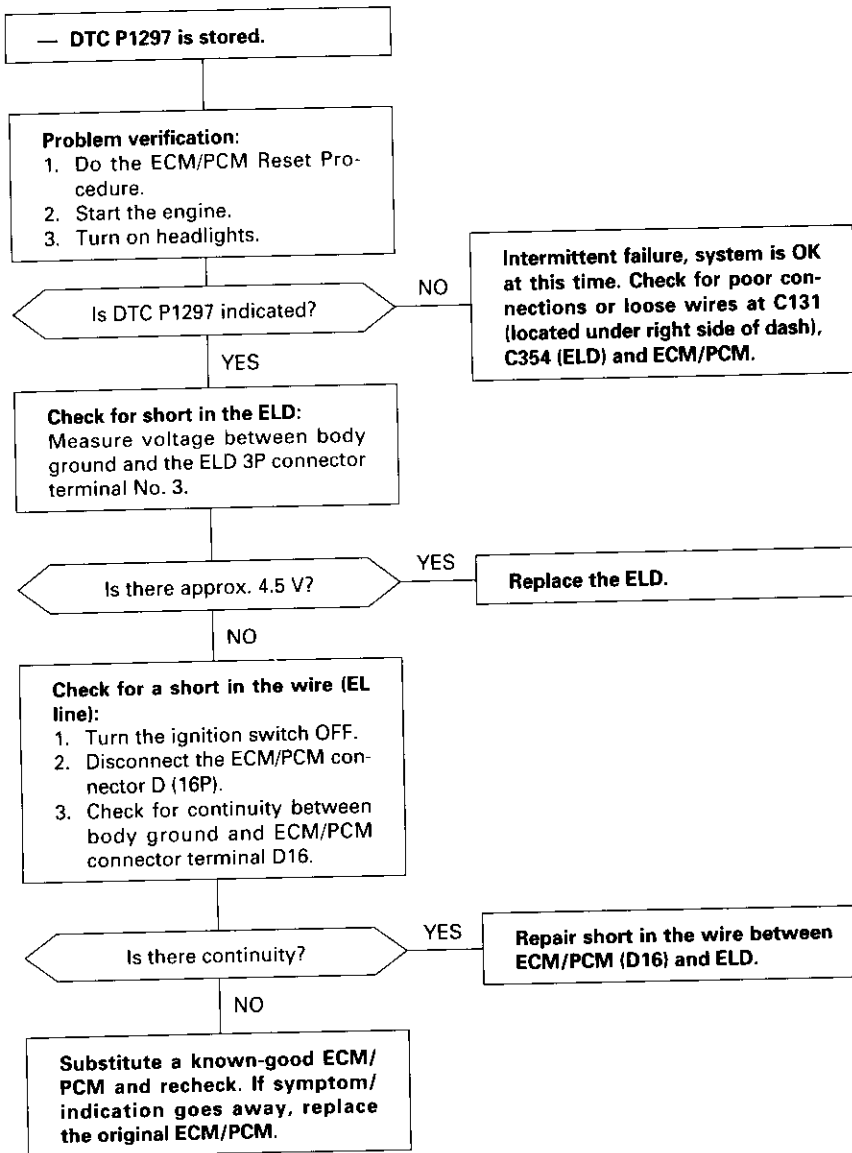 — DTC P1297 is stored.
Problem verification:
1. Do the ECM/PCM Reset Pro-
cedure.
2. Start the engine.
3. Turn on headlights.
Is DTC P1297 indicated?
NO
Intermittent failure, system is OK
at this time. Check for poor con-
nections or loose wires at C131
(located under right side of dash),
C354 (ELD) and ECM/PCM.
YES
Check for short in the ELD:
Measure voltage between body
ground and the ELD 3P connector
terminal No. 3.
Is there approx. 4.5 V?
YES
Replace the ELD.
NO
Check for a short in the wire (EL
line):
1. Turn the ignition switch OFF.
2. Disconnect the ECM/PCM con-
nector D (16P).
3. Check for continuity between
body ground and ECM/PCM
connector terminal D16.
Is there continuity?
YES
Repair short in the wire between
ECM/PCM (D16) and ELD.
NO
Substitute a known-good ECM/
PCM and recheck. If symptom/
indication goes away, replace
the original ECM/PCM.